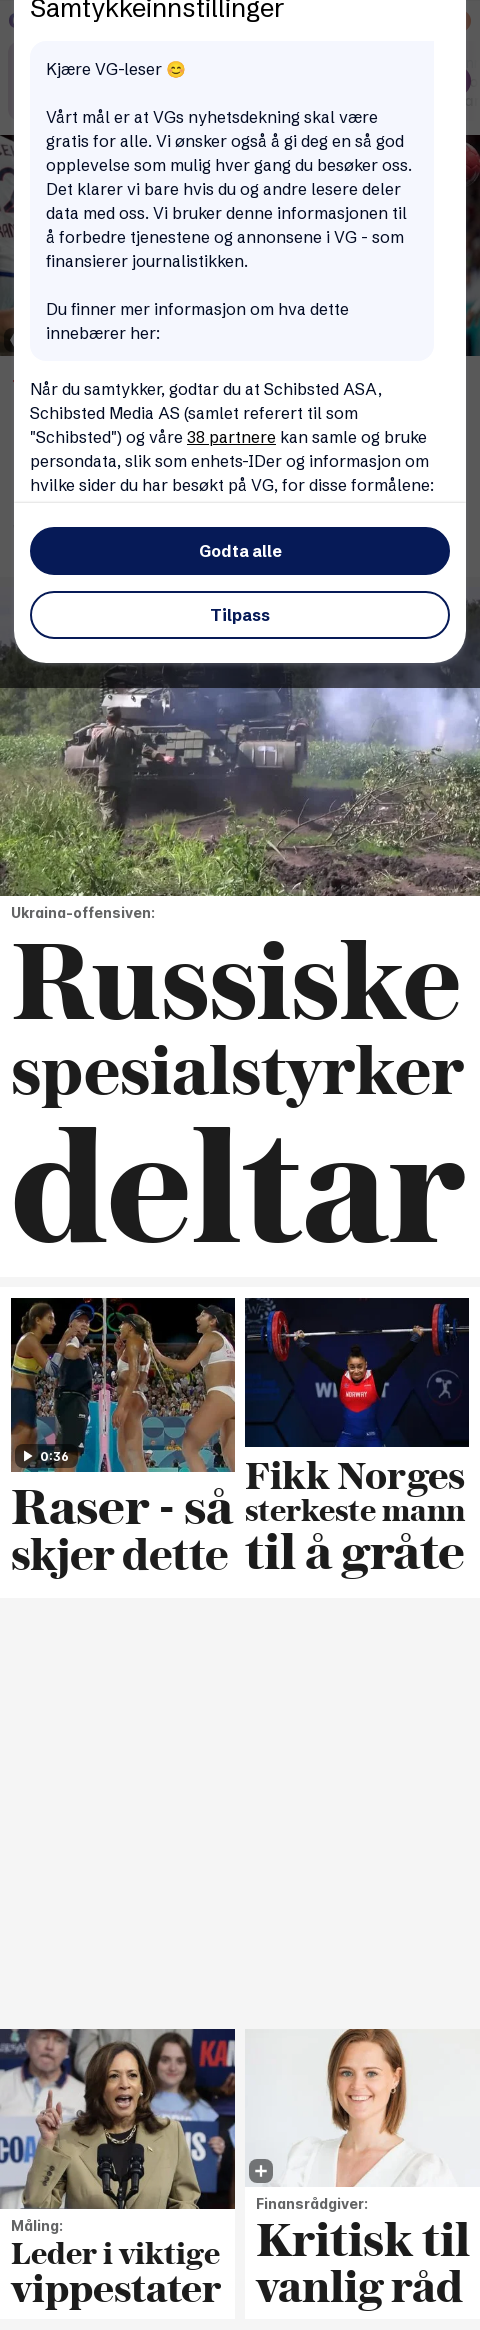 Samtykkeinnstillinger
Kjære VG-leser 😊
Vårt mål er at VGs nyhetsdekning skal være
gratis for alle. Vi ønsker også å gi deg en så god
opplevelse som mulig hver gang du besøker oss.
Det klarer vi bare hvis du og andre lesere deler
data med oss. Vi bruker denne informasjonen til
å forbedre tjenestene og annonsene i VG - som
finansierer journalistikken.
Du finner mer informasjon om hva dette
innebærer her:
Når du samtykker, godtar du at Schibsted ASA,
Schibsted Media AS (samlet referert til som
"Schibsted") og våre 38 partnere kan samle og bruke
persondata, slik som enhets-IDer og informasjon om
hvilke sider du har besøkt på VG, for disse formålene:
Godta alle
Tilpass
Ukraina-offensiven:
Russiske
spesialstyrker
deltar
0:36
Raser - så
skjer dette
NORWAY
Fikk Norges
sterkeste mann
til å gråte
Måling:
Leder i viktige
vippestater
Finansrådgiver:
Kritisk til
vanlig råd